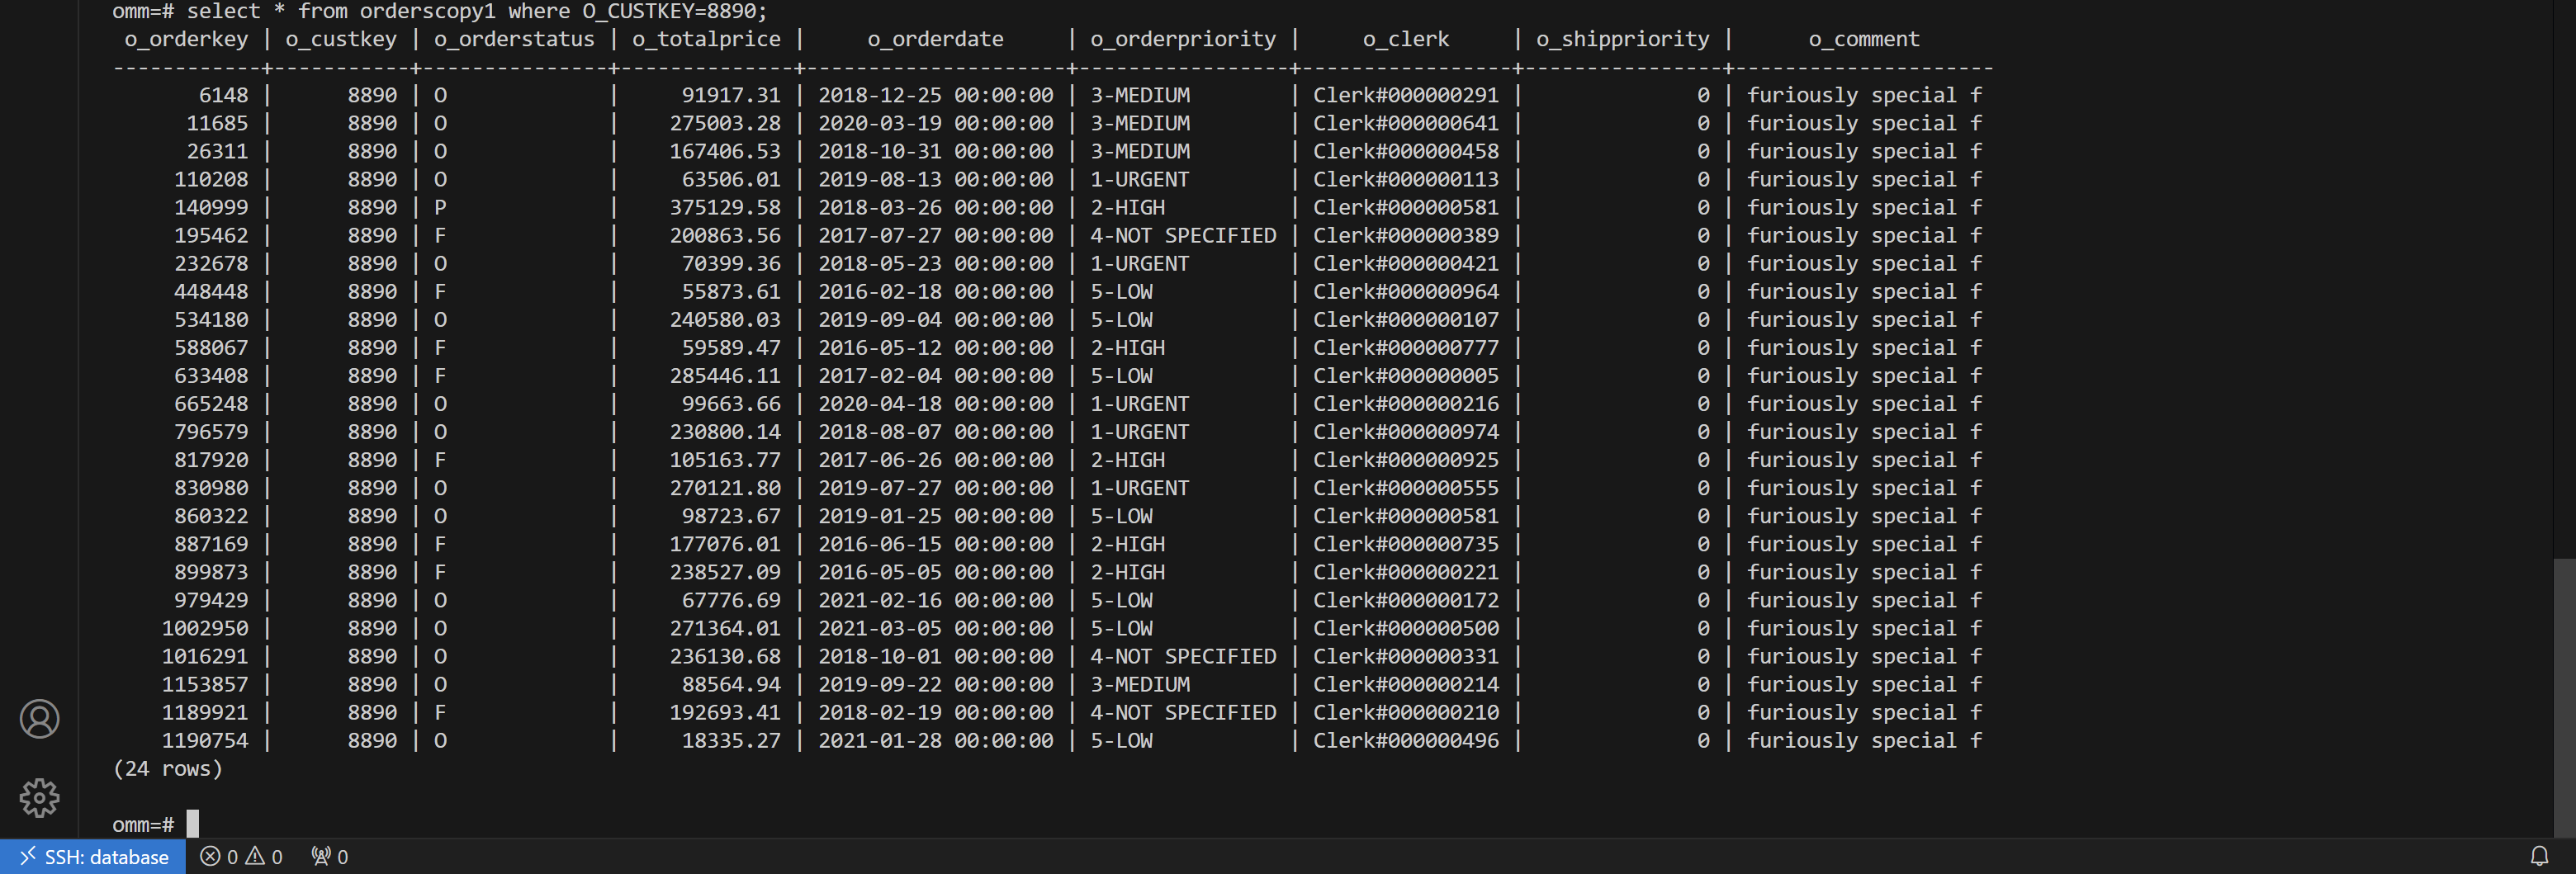 omm=# select * from orderscopy1 where O_CUSTKEY=8890;
 o_orderkey | o_custkey | o_orderstatus | o_totalprice |     o_orderdate     | o_orderpriority |     o_clerk     | o_shippriority |      o_comment
------------+-----------+---------------+--------------+---------------------+-----------------+-----------------+----------------+---------------------
       6148 |      8890 | O             |     91917.31 | 2018-12-25 00:00:00 | 3-MEDIUM        | Clerk#000000291 |              0 | furiously special f
      11685 |      8890 | O             |    275003.28 | 2020-03-19 00:00:00 | 3-MEDIUM        | Clerk#000000641 |              0 | furiously special f
      26311 |      8890 | O             |    167406.53 | 2018-10-31 00:00:00 | 3-MEDIUM        | Clerk#000000458 |              0 | furiously special f
     110208 |      8890 | O             |     63506.01 | 2019-08-13 00:00:00 | 1-URGENT        | Clerk#000000113 |              0 | furiously special f
     140999 |      8890 | P             |    375129.58 | 2018-03-26 00:00:00 | 2-HIGH          | Clerk#000000581 |              0 | furiously special f
     195462 |      8890 | F             |    200863.56 | 2017-07-27 00:00:00 | 4-NOT SPECIFIED | Clerk#000000389 |              0 | furiously special f
     232678 |      8890 | O             |     70399.36 | 2018-05-23 00:00:00 | 1-URGENT        | Clerk#000000421 |              0 | furiously special f
     448448 |      8890 | F             |     55873.61 | 2016-02-18 00:00:00 | 5-LOW           | Clerk#000000964 |              0 | furiously special f
     534180 |      8890 | O             |    240580.03 | 2019-09-04 00:00:00 | 5-LOW           | Clerk#000000107 |              0 | furiously special f
     588067 |      8890 | F             |     59589.47 | 2016-05-12 00:00:00 | 2-HIGH          | Clerk#000000777 |              0 | furiously special f
     633408 |      8890 | F             |    285446.11 | 2017-02-04 00:00:00 | 5-LOW           | Clerk#000000005 |              0 | furiously special f
     665248 |      8890 | O             |     99663.66 | 2020-04-18 00:00:00 | 1-URGENT        | Clerk#000000216 |              0 | furiously special f
     796579 |      8890 | O             |    230800.14 | 2018-08-07 00:00:00 | 1-URGENT        | Clerk#000000974 |              0 | furiously special f
     817920 |      8890 | F             |    105163.77 | 2017-06-26 00:00:00 | 2-HIGH          | Clerk#000000925 |              0 | furiously special f
     830980 |      8890 | O             |    270121.80 | 2019-07-27 00:00:00 | 1-URGENT        | Clerk#000000555 |              0 | furiously special f
     860322 |      8890 | O             |     98723.67 | 2019-01-25 00:00:00 | 5-LOW           | Clerk#000000581 |              0 | furiously special f
     887169 |      8890 | F             |    177076.01 | 2016-06-15 00:00:00 | 2-HIGH          | Clerk#000000735 |              0 | furiously special f
     899873 |      8890 | F             |    238527.09 | 2016-05-05 00:00:00 | 2-HIGH          | Clerk#000000221 |              0 | furiously special f
     979429 |      8890 | O             |     67776.69 | 2021-02-16 00:00:00 | 5-LOW           | Clerk#000000172 |              0 | furiously special f
    1002950 |      8890 | O             |    271364.01 | 2021-03-05 00:00:00 | 5-LOW           | Clerk#000000500 |              0 | furiously special f
    1016291 |      8890 | O             |    236130.68 | 2018-10-01 00:00:00 | 4-NOT SPECIFIED | Clerk#000000331 |              0 | furiously special f
    1153857 |      8890 | O             |     88564.94 | 2019-09-22 00:00:00 | 3-MEDIUM        | Clerk#000000214 |              0 | furiously special f
    1189921 |      8890 | F             |    192693.41 | 2018-02-19 00:00:00 | 4-NOT SPECIFIED | Clerk#000000210 |              0 | furiously special f
    1190754 |      8890 | O             |     18335.27 | 2021-01-28 00:00:00 | 5-LOW           | Clerk#000000496 |              0 | furiously special f
(24 rows)
omm=#
SSH: database 0 0 0